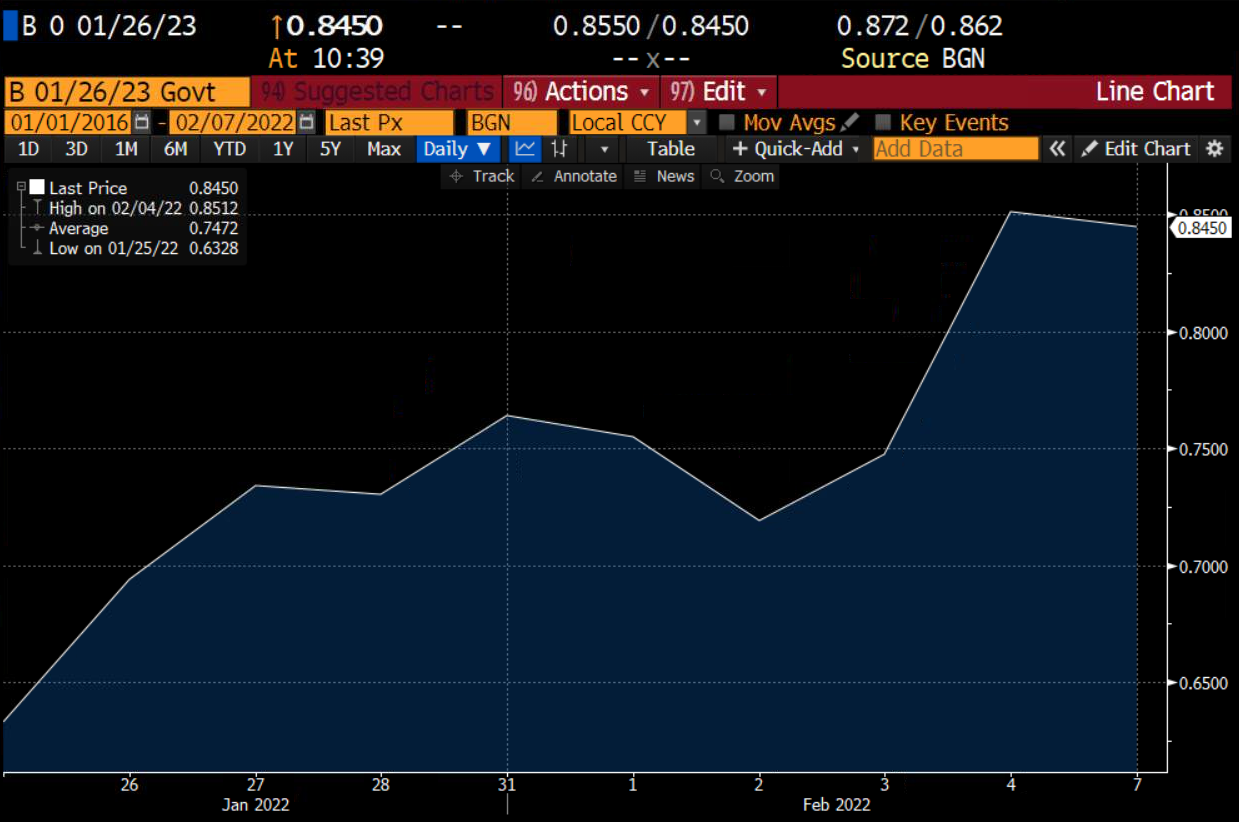 B 0 01/26/23 ↑0.8450 -- 0.8550/0.8450 0.872/0.862
At 10:39 --x-- Source BGN
B 01/26/23 Govt 94) Suggested Charts 96) Actions 97) Edit Line Chart
01/01/2016 - 02/07/2022 Last Px BGN Local CCY Mov Avgs Key Events
1D 3D 1M 6M YTD 1Y 5Y Max Daily ▼ Table + Quick-Add Add Data « Edit Chart
Track Annotate News Zoom
Last Price 0.8450
High on 02/04/22 0.8512
Average 0.7472
Low on 01/25/22 0.6328
0.8500
0.8450
0.8000
0.7500
0.7000
0.6500
26 27 28 31 1 2 3 4 7
Jan 2022 Feb 2022